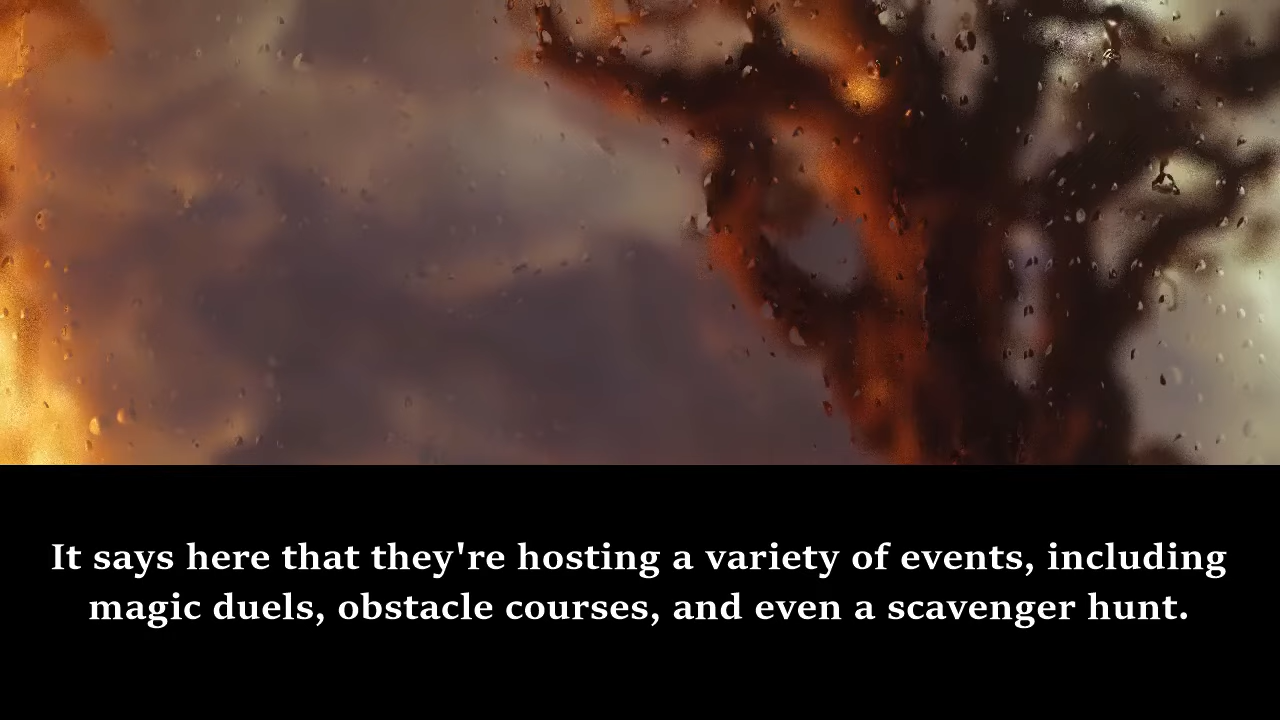 It says here that they're hosting a variety of events, including
magic duels, obstacle courses, and even a scavenger hunt.